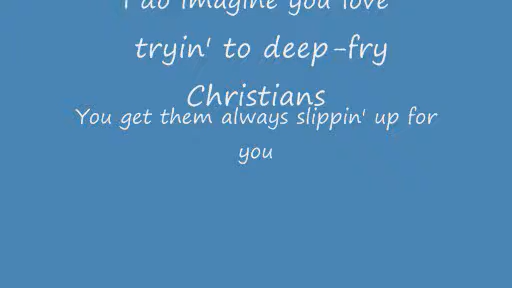 I do imagine you love
tryin' to deep-fry
Christians
You get them always slippin' up for
you